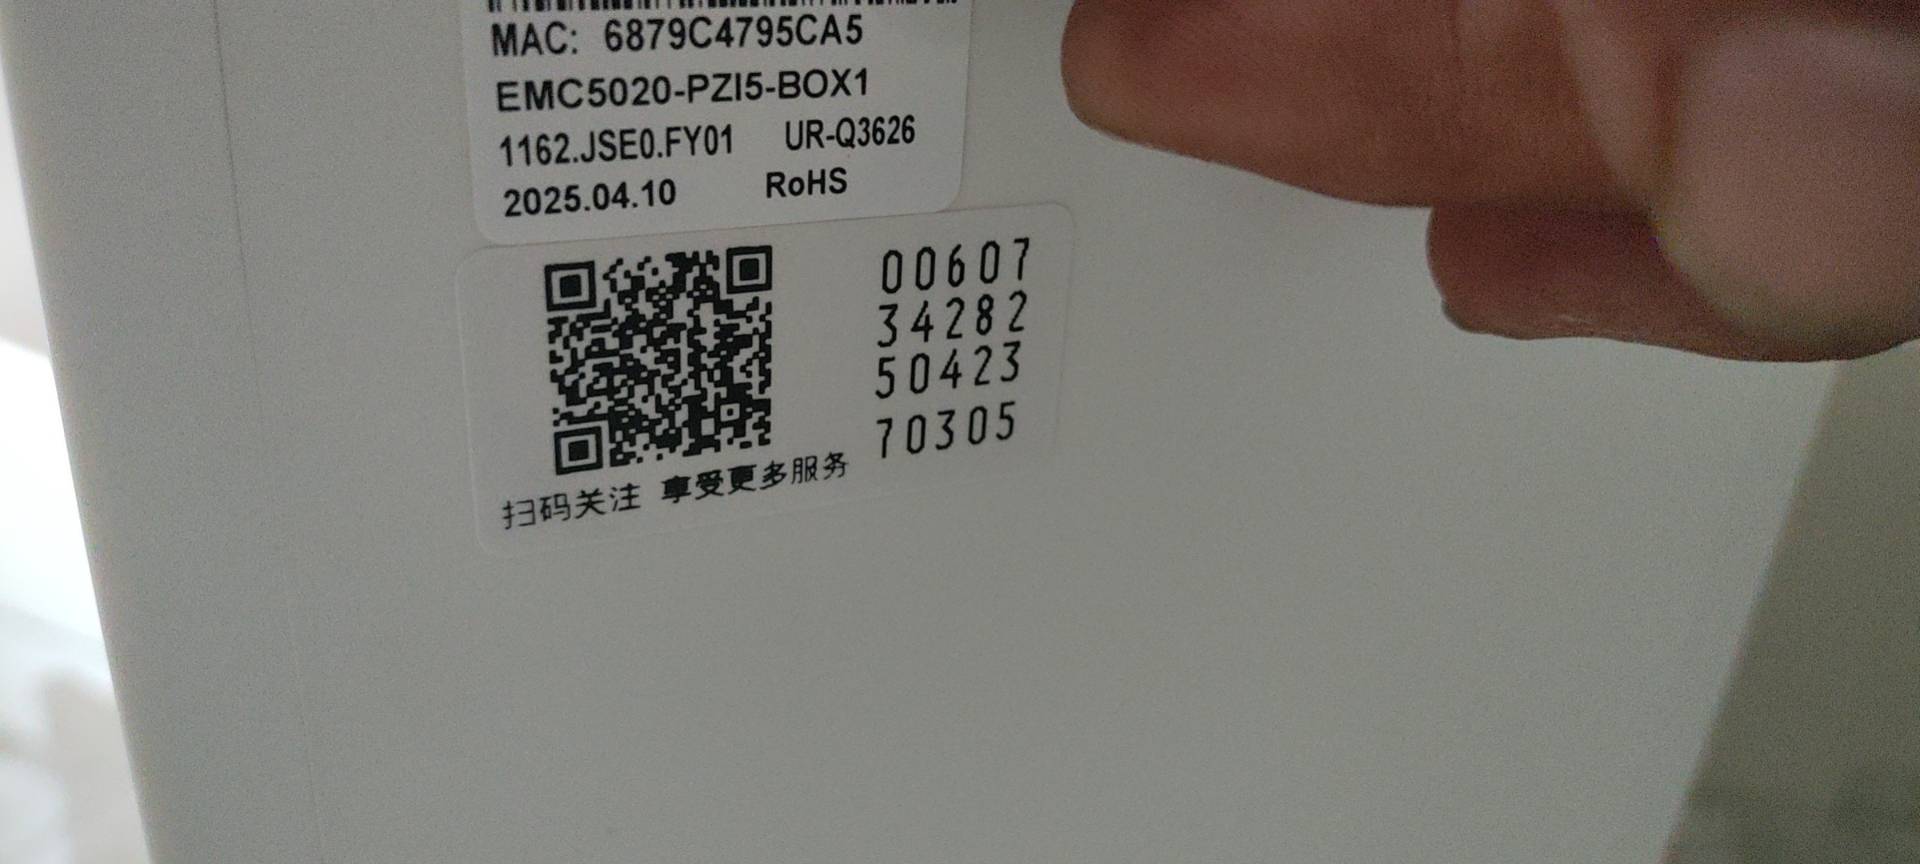 MAC: 6879C4795CA5
EMC5020-PZI5-BOX1
1162.JSE0.FY01 UR-Q3626
2025.04.10 RoHS
00607
34282
50423
70305
扫码关注 享受更多服务